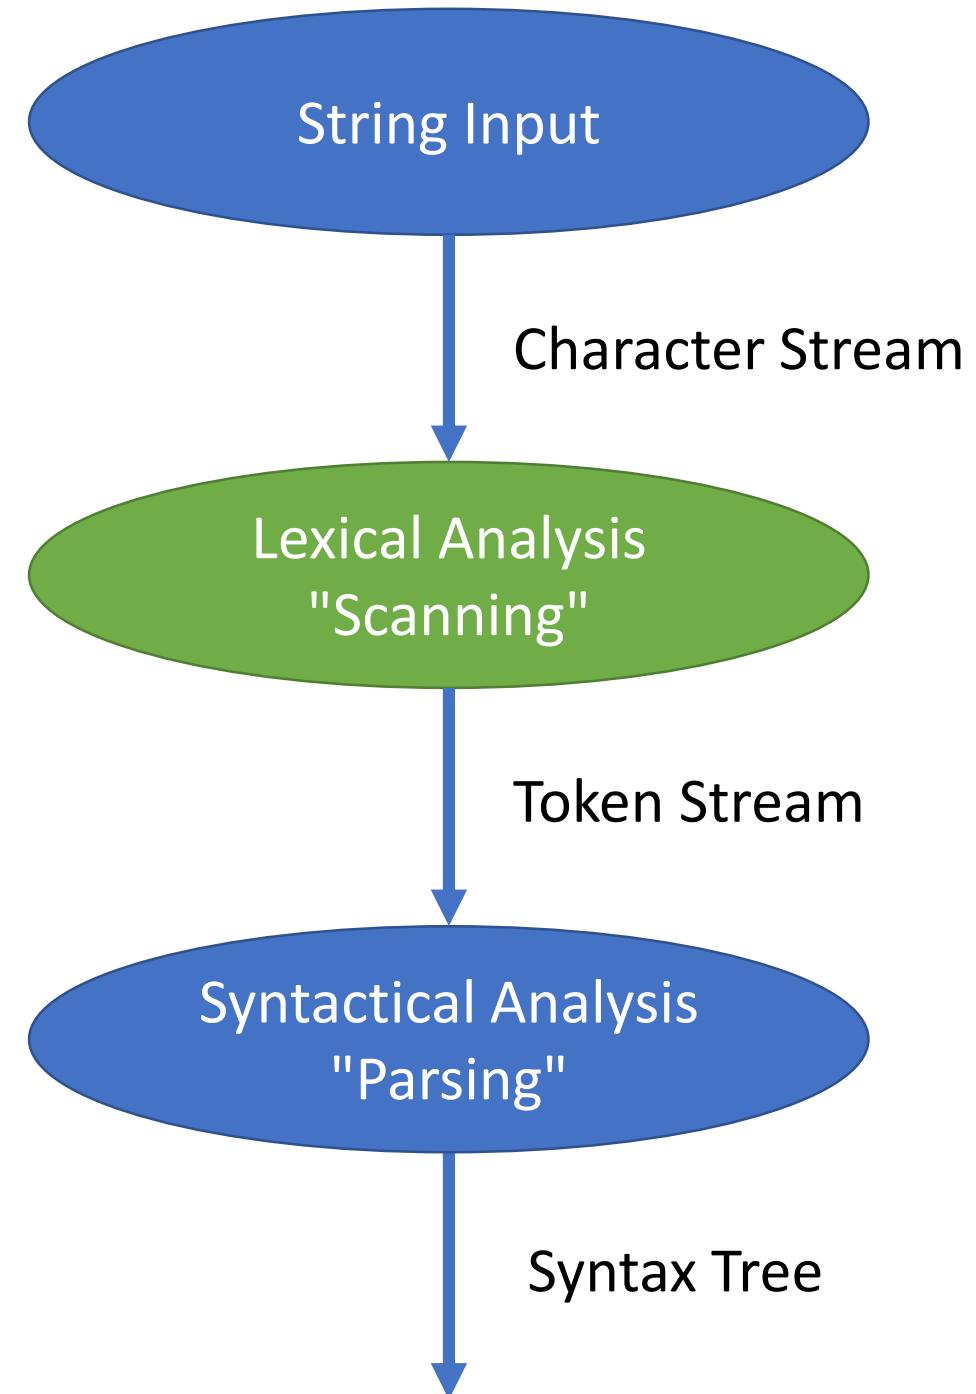 String Input
Character Stream
Lexical Analysis
"Scanning"
Token Stream
Syntactical Analysis
"Parsing"
Syntax Tree